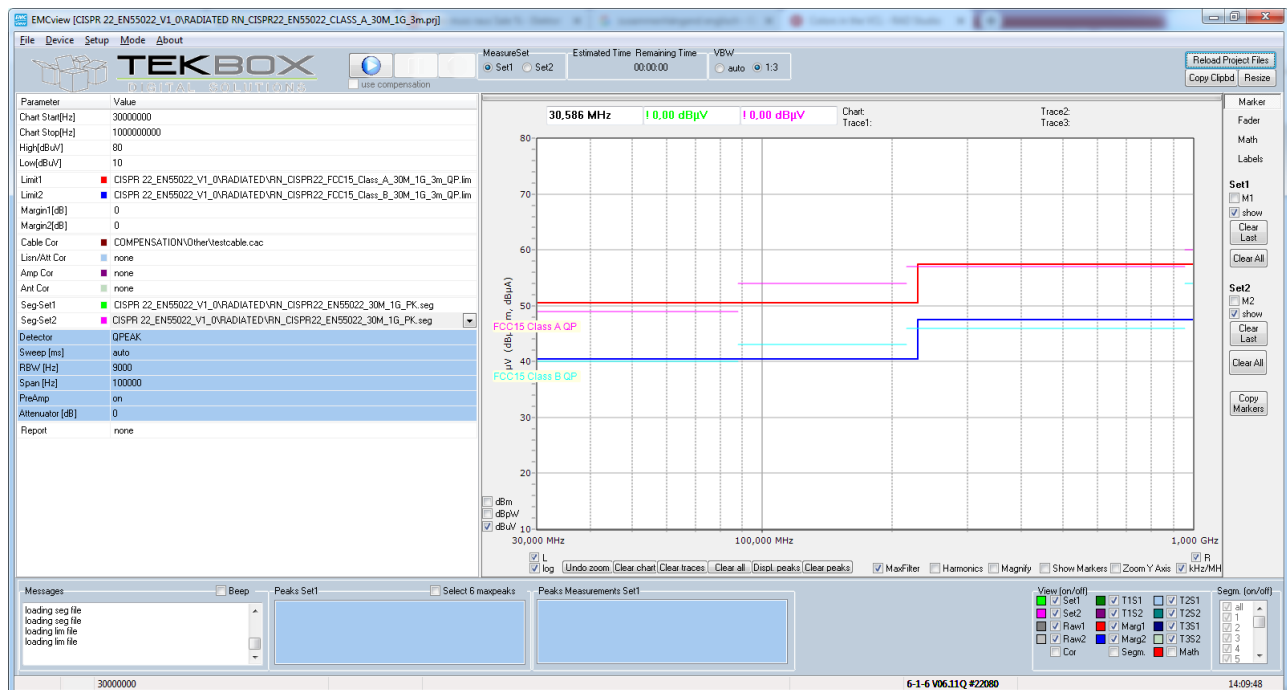 EMCview [CISPR 22_EN55022_V1_0\RADIATED RN_CISPR22_EN55022_CLASS_A_30M_1G_3m.prj]
File Device Setup Mode About
TEKBOX
DIGITAL SOLUTIONS
use compensation
MeasureSet
Set1 Set2
Estimated Time Remaining Time
00:00:00
VBW
auto 1:3
Reload Project Files
Copy Clipbd Resize
Parameter Value
Chart Start[Hz] 30000000
Chart Stop[Hz] 1000000000
High[dBuV] 80
Low[dBuV] 10
Limit1 CISPR 22_EN55022_V1_0\RADIATED\RN_CISPR22_FCC15_Class_A_30M_1G_3m_QP.lim
Limit2 CISPR 22_EN55022_V1_0\RADIATED\RN_CISPR22_FCC15_Class_B_30M_1G_3m_QP.lim
Margin1[dB] 0
Margin2[dB] 0
Cable Cor COMPENSATION\Other\testcable.cac
Lisn/Att Cor none
Amp Cor none
Ant Cor none
Seg-Set1 CISPR 22_EN55022_V1_0\RADIATED\RN_CISPR22_EN55022_30M_1G_PK.seg
Seg-Set2 CISPR 22_EN55022_V1_0\RADIATED\RN_CISPR22_EN55022_30M_1G_PK.seg
Detector QPEAK
Sweep [ms] auto
RBW [Hz] 9000
Span [Hz] 100000
PreAmp on
Attenuator [dB] 0
Report none
30,586 MHz ! 0,00 dBµV ! 0,00 dBµV
Chart: Trace2:
Trace1: Trace3:
80
70
60
50
40
30
20
10
FCC15 Class A QP
FCC15 Class B QP
dBm
dBpW
dBuV
30,000 MHz 100,000 MHz 1,000 GHz
L R
log Undo zoom Clear chart Clear traces Clear all Displ. peaks Clear peaks MaxFilter Harmonics Magnify Show Markers Zoom Y Axis kHz/MH
Marker
Fader
Math
Labels
Set1
M1
show
Clear Last
Clear All
Set2
M2
show
Clear Last
Clear All
Copy Markers
Messages Beep
loading seg file
loading seg file
loading lim file
loading lim file
Peaks Set1 Select 6 maxpeaks
Peaks Measurements Set1
View (on/off)
Set1 T1S1 T2S1
Set2 T1S2 T2S2
Raw1 Marg1 T3S1
Raw2 Marg2 T3S2
Cor Segm. Math
Segm. (on/off)
all
1
2
3
4
5
30000000 6-1-6 V06.11Q #22080 14:09:48